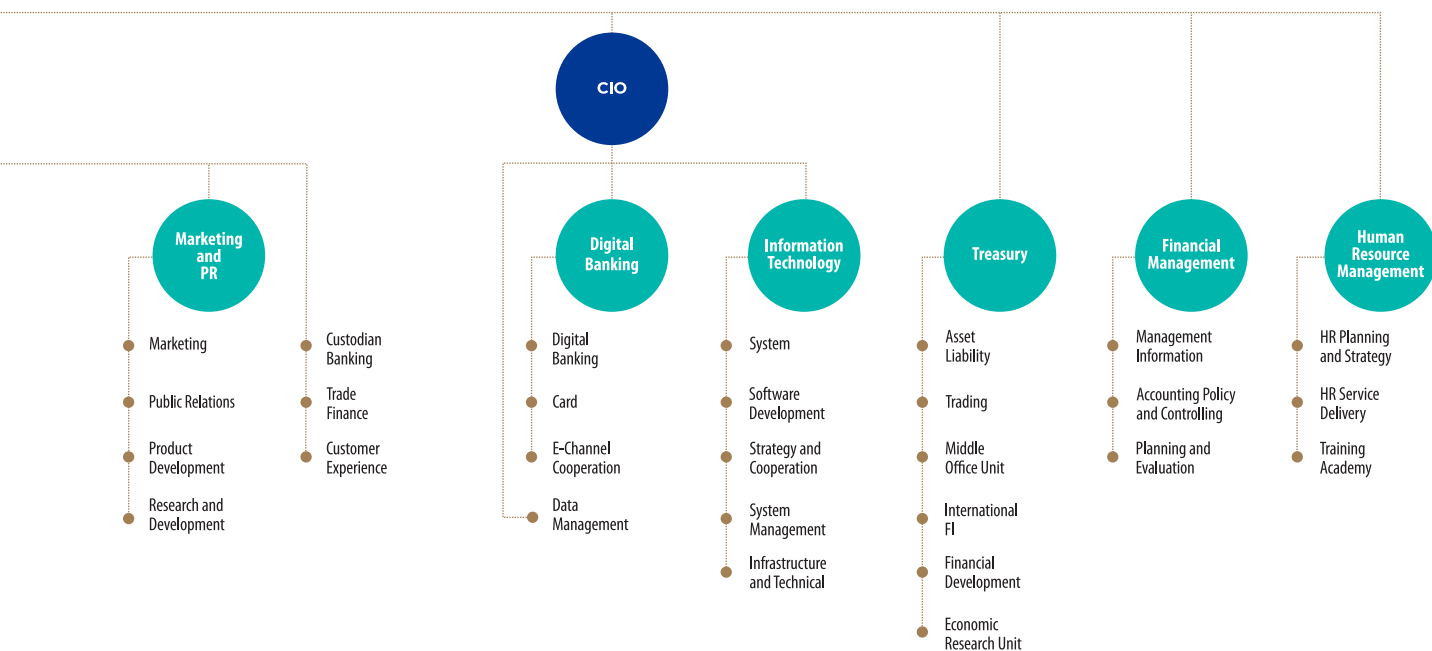 CIO
Marketing
and
PR
Marketing
Public Relations
Product
Development
Research and
Development
Custodian
Banking
Trade
Finance
Customer
Experience
Digital
Banking
Digital
Banking
Card
E-Channel
Cooperation
Data
Management
Information
Technology
System
Software
Development
Strategy and
Cooperation
System
Management
Infrastructure
and Technical
Treasury
Asset
Liability
Trading
Middle
Office Unit
International
FI
Financial
Development
Economic
Research Unit
Financial
Management
Management
Information
Accounting Policy
and Controlling
Planning and
Evaluation
Human
Resource
Management
HR Planning
and Strategy
HR Service
Delivery
Training
Academy